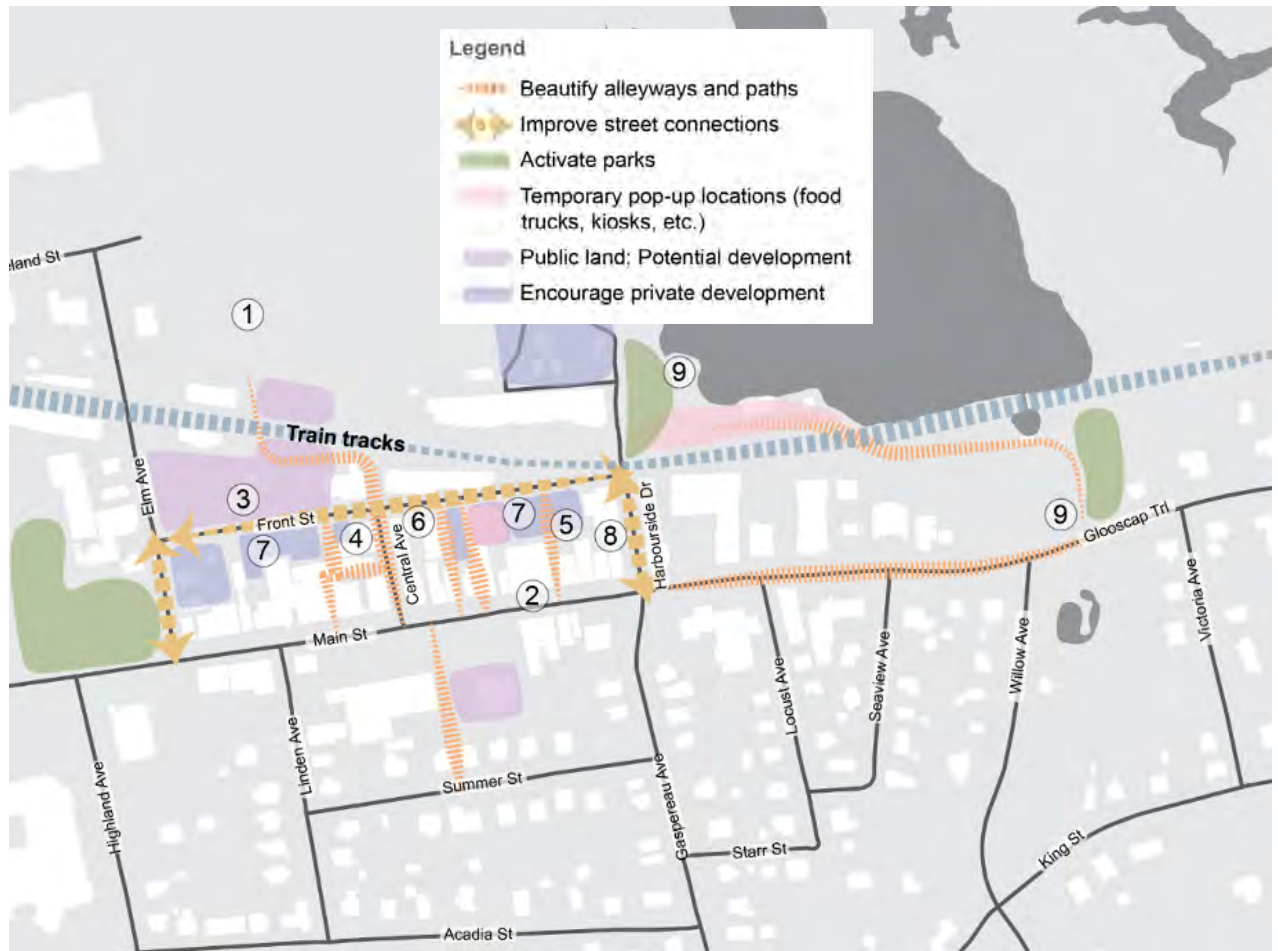 Legend
Beautify alleyways and paths
Improve street connections
Activate parks
Temporary pop-up locations (food
trucks, kiosks, etc.)
Public land: Potential development
Encourage private development
eland St
1
9
Train tracks
Elm Ave
3
Front St
7
4
Central Ave
6
7
5
8
Harbourside Dr
9
Glooscap Trl
2
Main St
Victoria Ave
Highland Ave
Linden Ave
Summer St
Gaspereau Ave
Locust Ave
Seaview Ave
Willow Ave
Starr St
King St
Acadia St